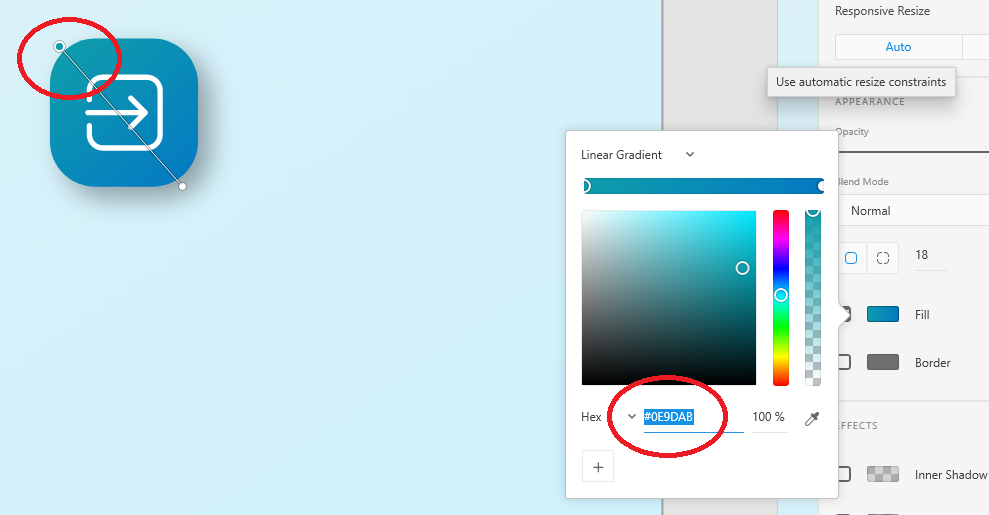 Responsive Resize
Auto
Use automatic resize constraints
APPEARANCE
Opacity
Linear Gradient
Blend Mode
Normal
18
Fill
Border
Hex
#0E9DAB
100 %
+
EFFECTS
Inner Shadow